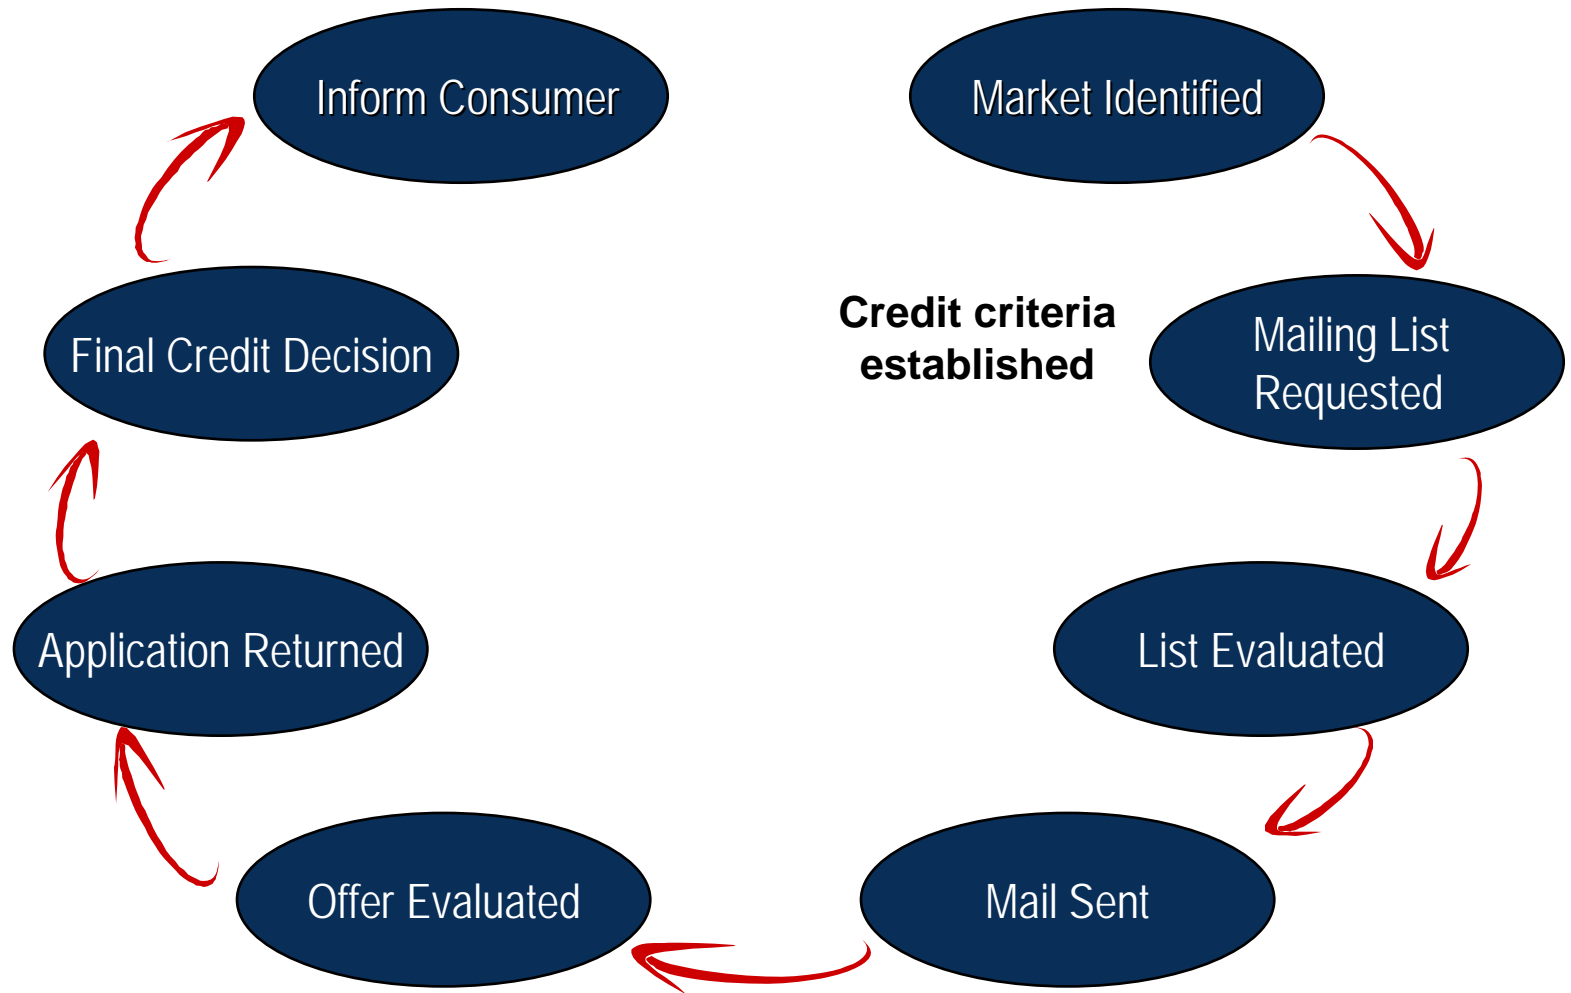 Inform Consumer
Market Identified
Credit criteria
established
Mailing List
Requested
Final Credit Decision
Application Returned
List Evaluated
Offer Evaluated
Mail Sent